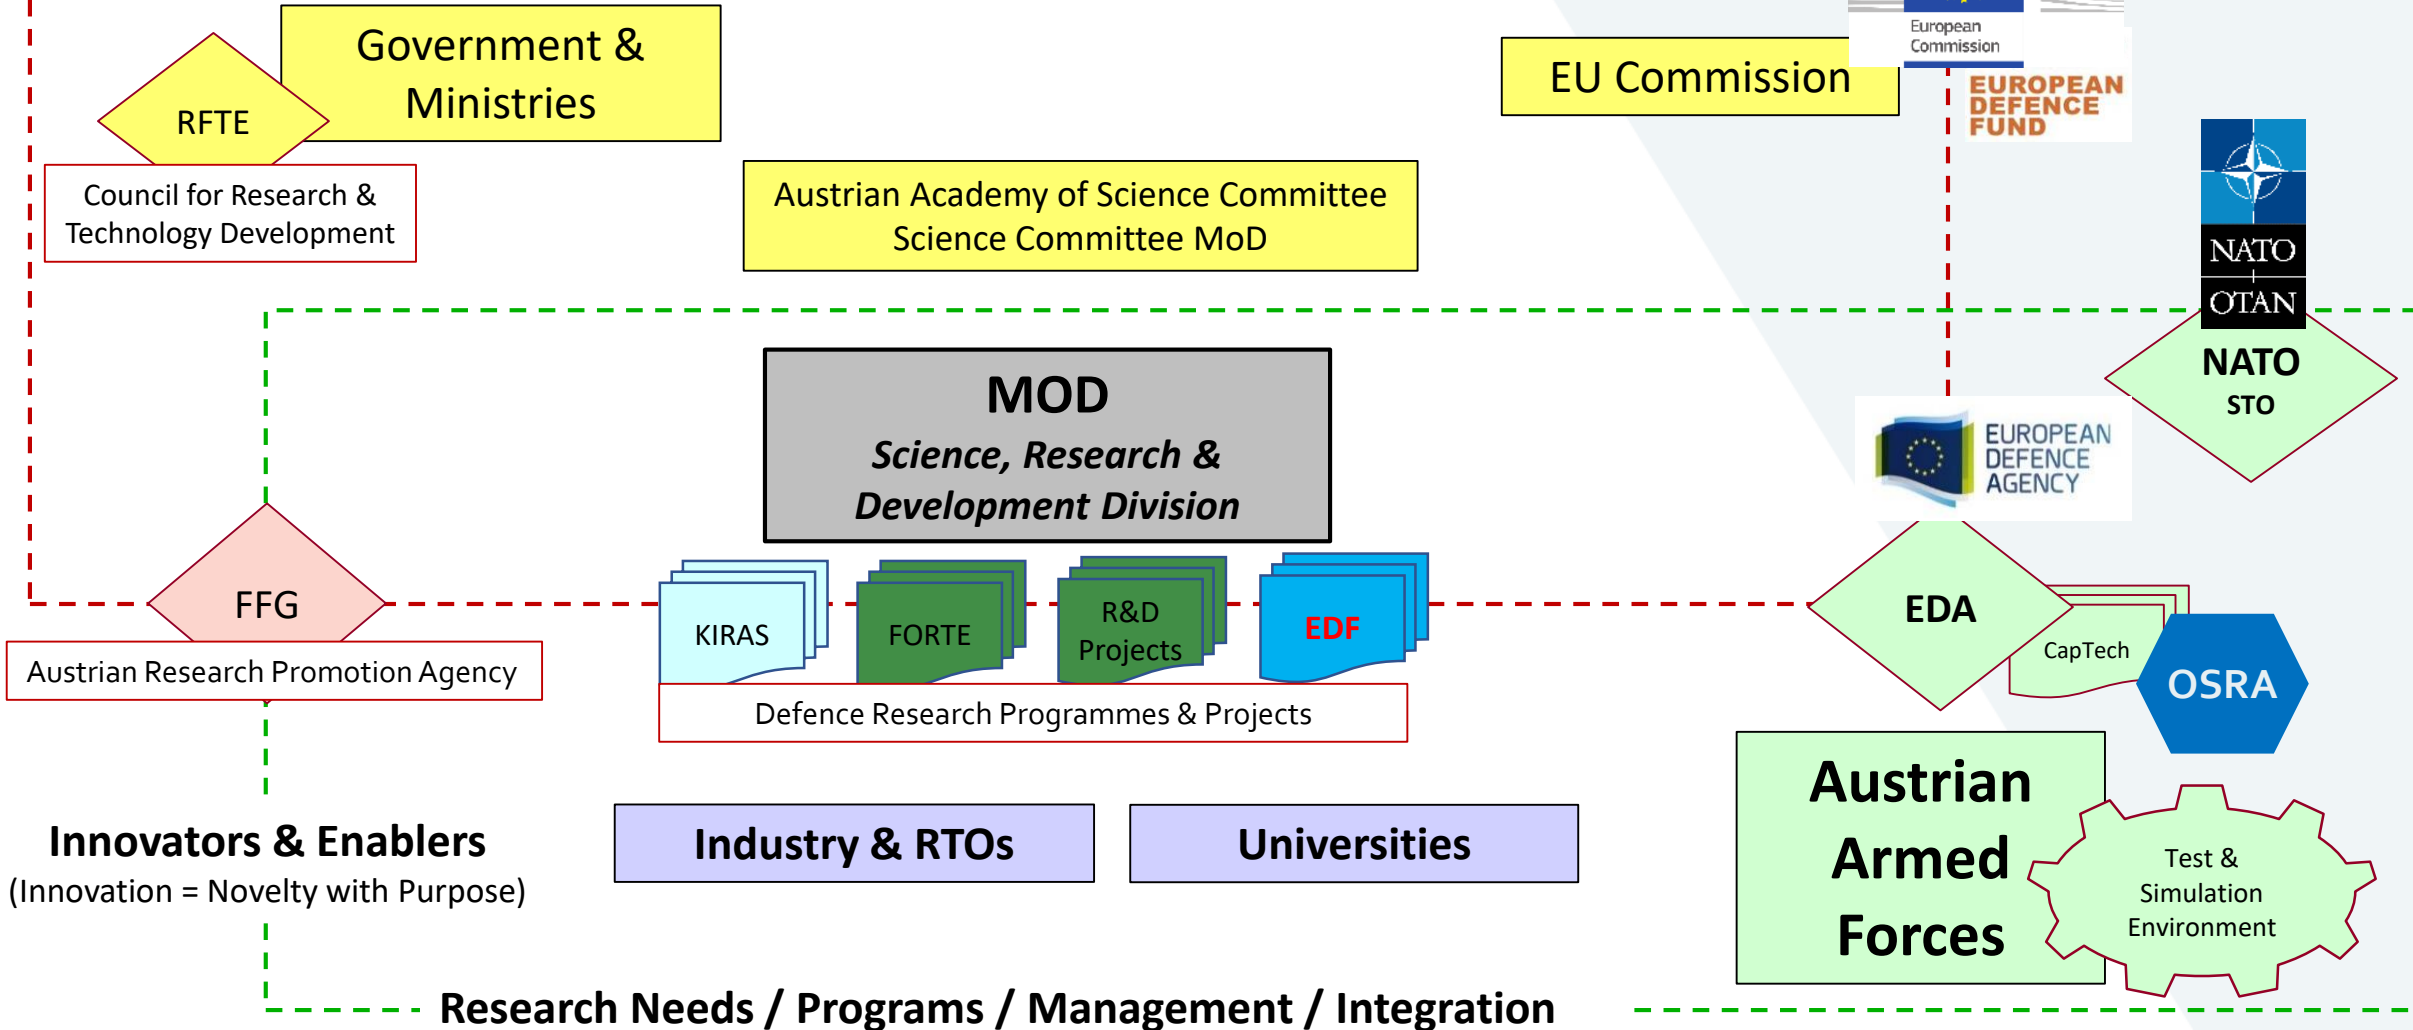 Government &
Ministries
RFTE
Council for Research &
Technology Development
EU Commission
European
Commission
EUROPEAN
DEFENCE
FUND
Austrian Academy of Science Committee
Science Committee MoD
NATO
OTAN
NATO
STO
MOD
Science, Research &
Development Division
EUROPEAN
DEFENCE
AGENCY
FFG
Austrian Research Promotion Agency
KIRAS
FORTE
R&D
Projects
EDF
Defence Research Programmes & Projects
EDA
CapTech
OSRA
Innovators & Enablers
(Innovation = Novelty with Purpose)
Industry & RTOs
Universities
Austrian
Armed
Forces
Test &
Simulation
Environment
Research Needs / Programs / Management / Integration